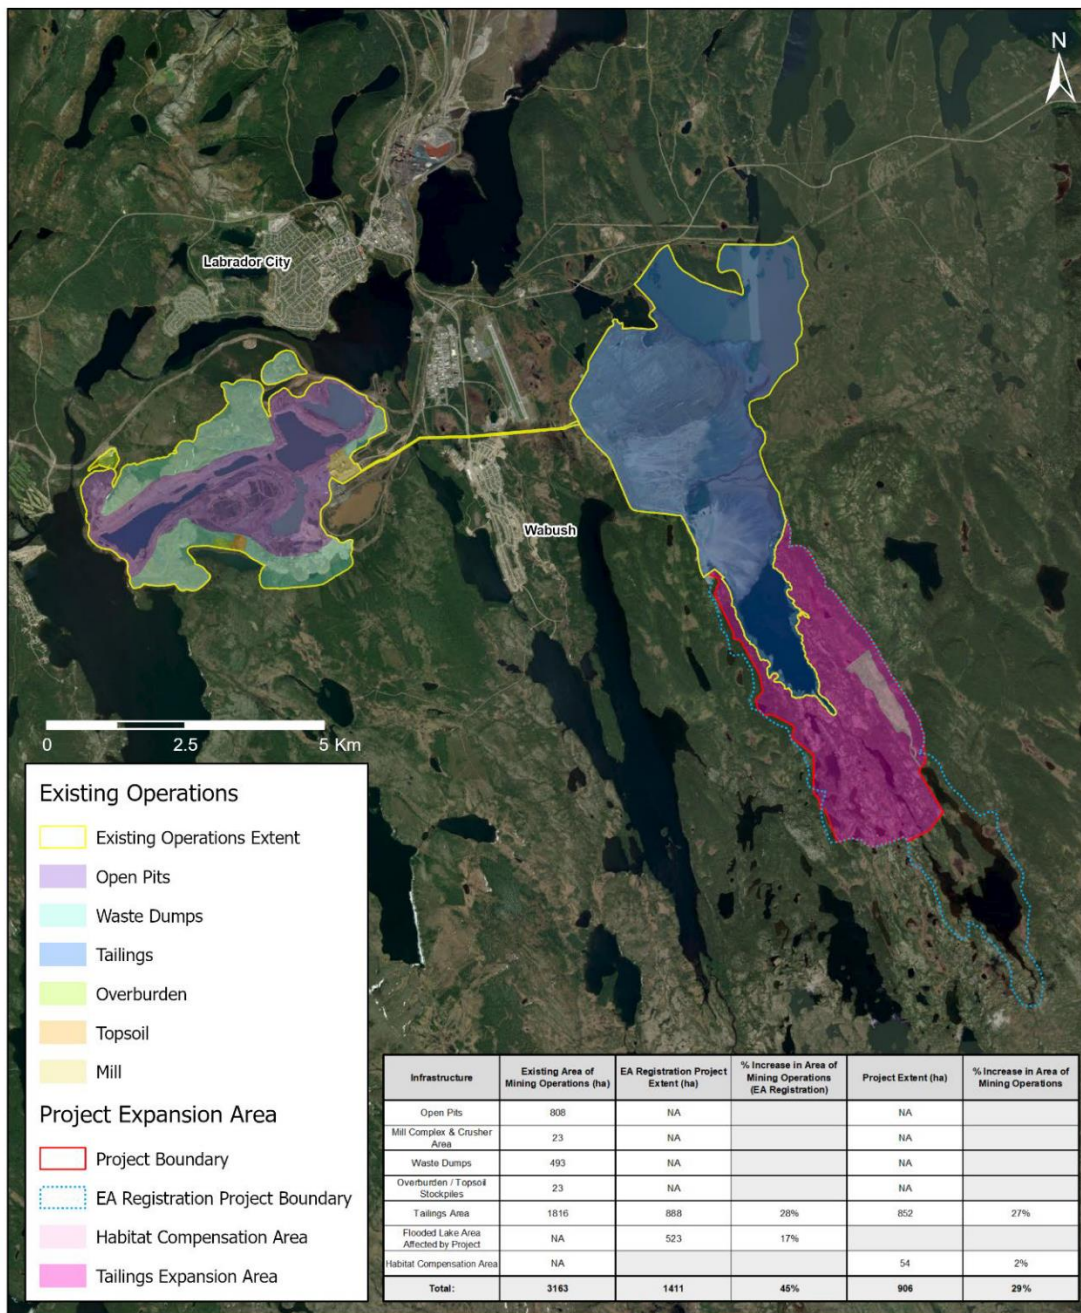 N
Labrador City
Wabush
0 2.5 5 Km
Existing Operations
Existing Operations Extent
Open Pits
Waste Dumps
Tailings
Overburden
Topsoil
Mill
Project Expansion Area
Project Boundary
EA Registration Project Boundary
Habitat Compensation Area
Tailings Expansion Area
Infrastructure | Existing Area of Mining Operations (ha) | EA Registration Project Extent (ha) | % Increase in Area of Mining Operations (EA Registration) | Project Extent (ha) | % Increase in Area of Mining Operations
Open Pits | 808 | NA | | NA |
Mill Complex & Crusher Area | 23 | NA | | NA |
Waste Dumps | 493 | NA | | NA |
Overburden / Topsoil Stockpiles | 23 | NA | | NA |
Tailings Area | 1816 | 888 | 28% | 852 | 27%
Flooded Lake Area Affected by Project | NA | 523 | 17% | |
Habitat Compensation Area | NA | | | 54 | 2%
Total: | 3163 | 1411 | 45% | 906 | 29%